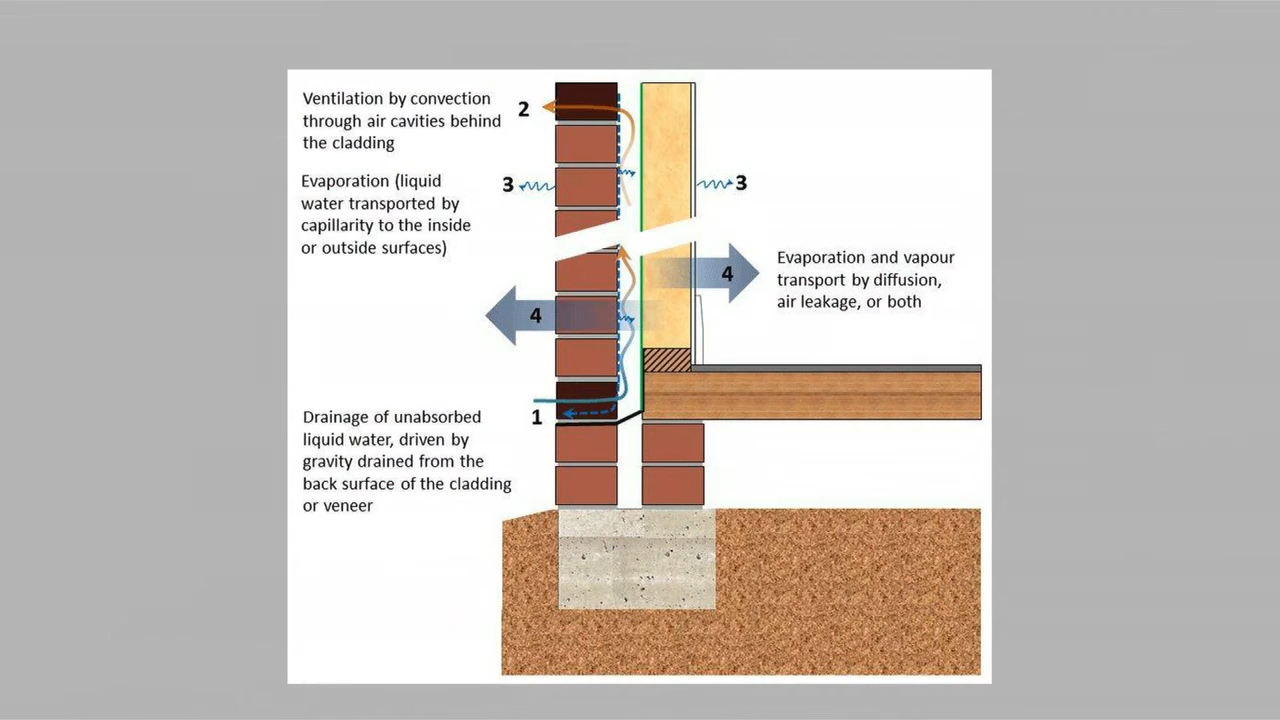 Ventilation by convection
through air cavities behind
the cladding
2
Evaporation (liquid
water transported by
capillarity to the inside
or outside surfaces)
3
3
4
Evaporation and vapour
transport by diffusion,
air leakage, or both
4
1
Drainage of unabsorbed
liquid water, driven by
gravity drained from the
back surface of the cladding
or veneer